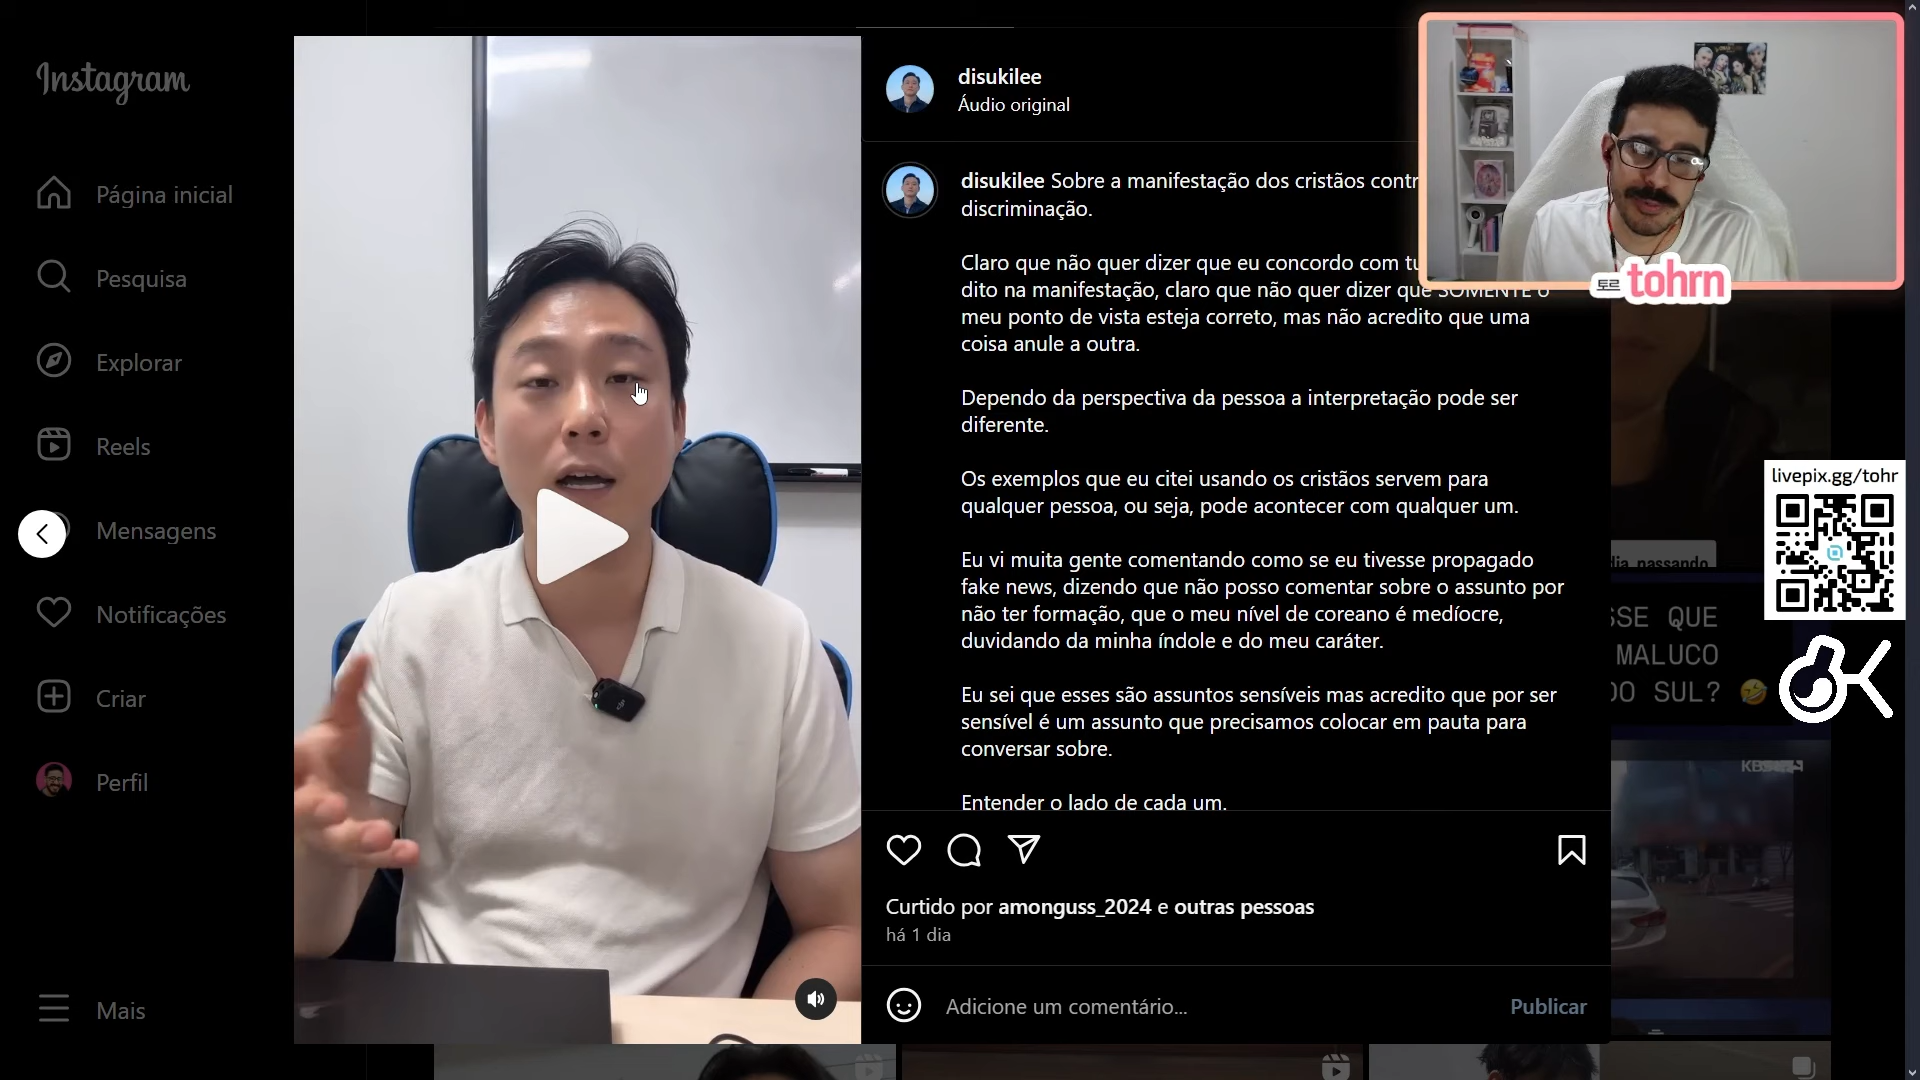 Instagram
Página inicial
Pesquisa
Explorar
Reels
Mensagens
Notificações
Criar
Perfil
Mais
disukilee
Áudio original
disukilee Sobre a manifestação dos cristãos contr
discriminação.
Claro que não quer dizer que eu concordo com tu
dito na manifestação, claro que não quer dizer que SOMENTE o
meu ponto de vista esteja correto, mas não acredito que uma
coisa anule a outra.
Dependo da perspectiva da pessoa a interpretação pode ser
diferente.
Os exemplos que eu citei usando os cristãos servem para
qualquer pessoa, ou seja, pode acontecer com qualquer um.
Eu vi muita gente comentando como se eu tivesse propagado
fake news, dizendo que não posso comentar sobre o assunto por
não ter formação, que o meu nível de coreano é medíocre,
duvidando da minha índole e do meu caráter.
Eu sei que esses são assuntos sensíveis mas acredito que por ser
sensível é um assunto que precisamos colocar em pauta para
conversar sobre.
Entender o lado de cada um.
Curtido por amonguss_2024 e outras pessoas
há 1 dia
Adicione um comentário...
Publicar
토르 tohrn
livepix.gg/tohr
dia passando
SSE QUE
MALUCO
DO SUL? 🤣